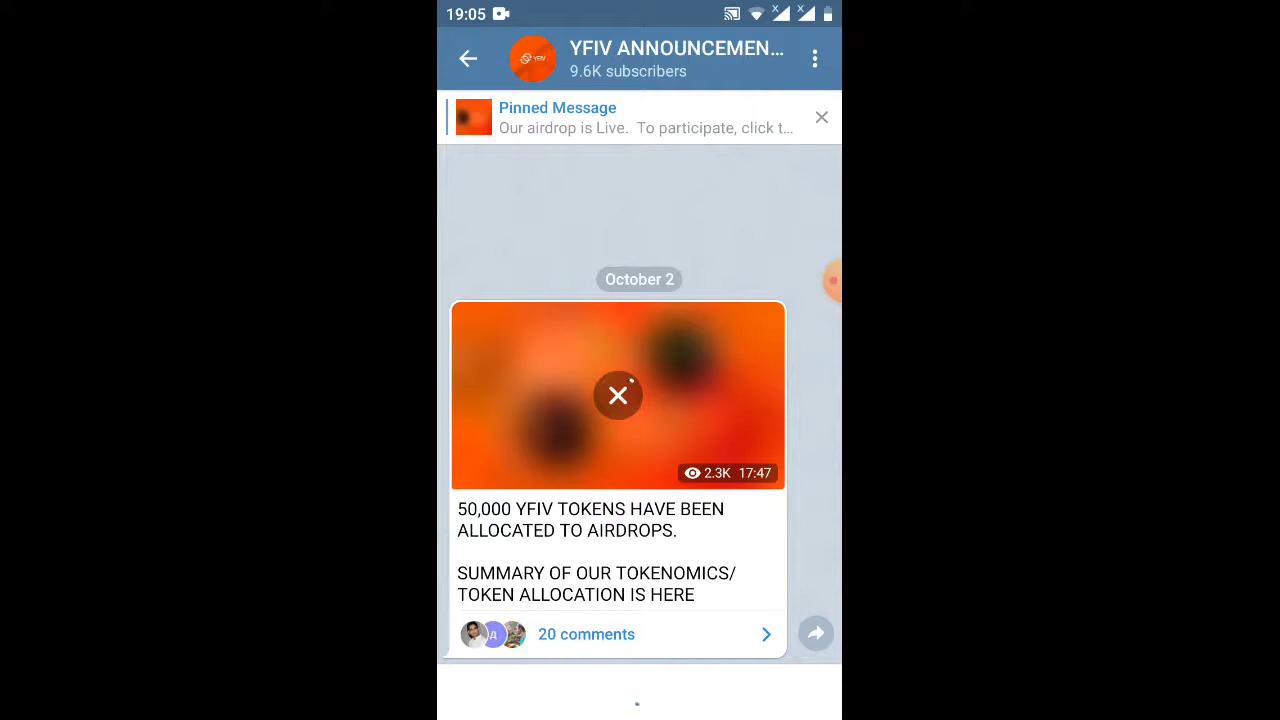 19:05
YFIV
YFIV ANNOUNCEMEN...
9.6K subscribers
Pinned Message
Our airdrop is Live. To participate, click t...
October 2
2.3K 17:47
50,000 YFIV TOKENS HAVE BEEN
ALLOCATED TO AIRDROPS.
SUMMARY OF OUR TOKENOMICS/
TOKEN ALLOCATION IS HERE
Д
20 comments